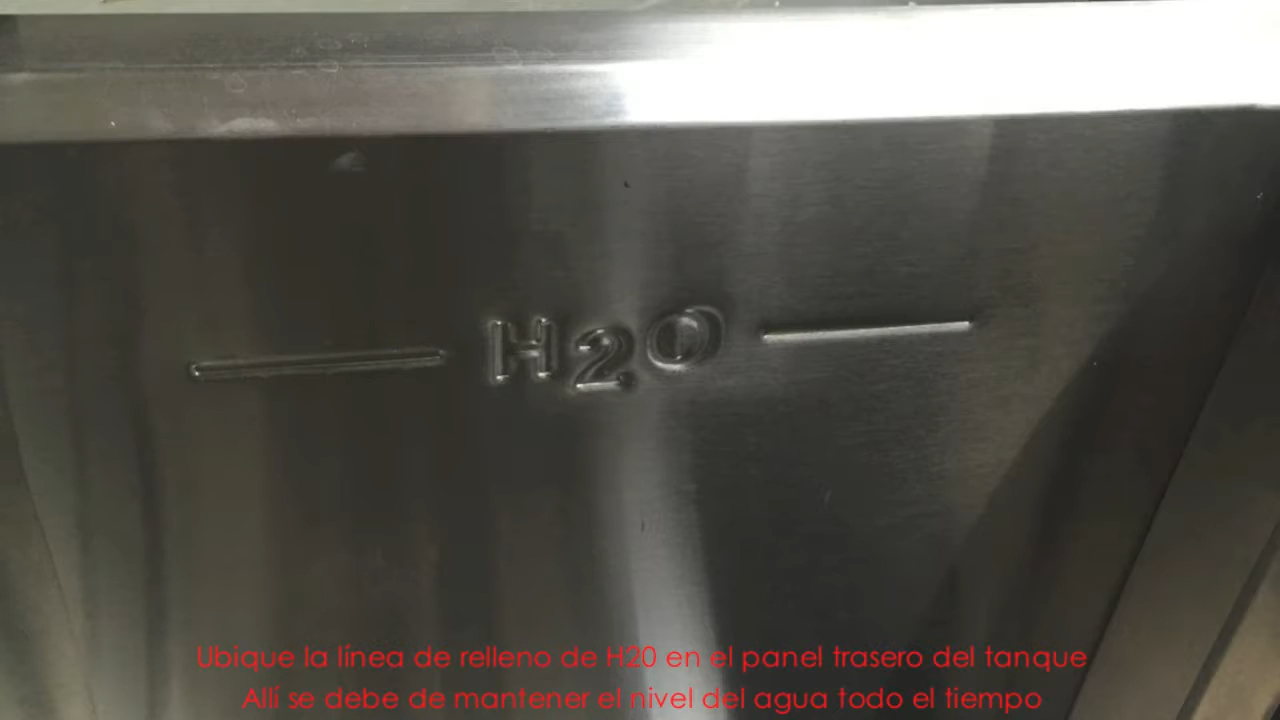 H2O
Ubique la línea de relleno de H20 en el panel trasero del tanque
Allí se debe de mantener el nivel del agua todo el tiempo